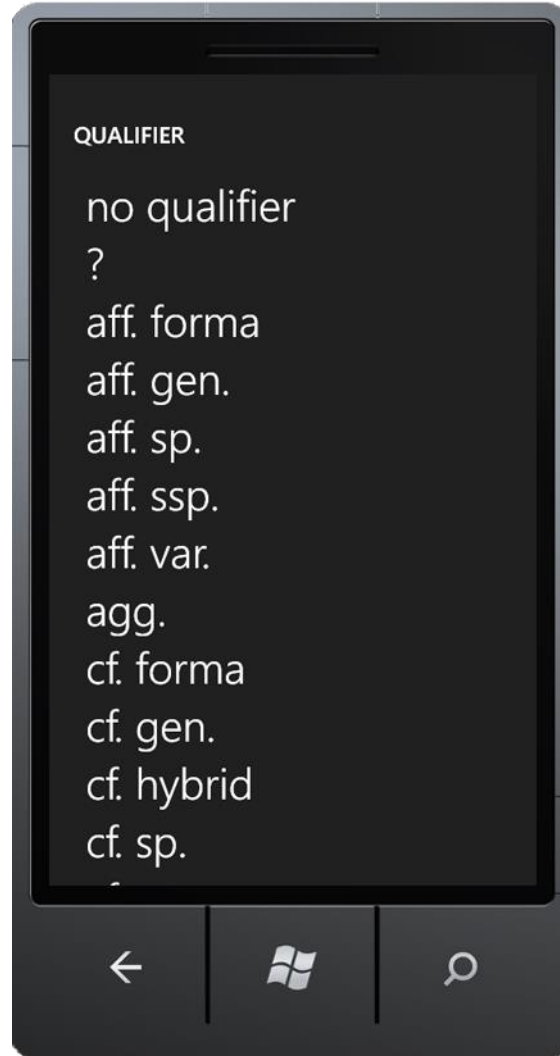 QUALIFIER
no qualifier
?
aff. forma
aff. gen.
aff. sp.
aff. ssp.
aff. var.
agg.
cf. forma
cf. gen.
cf. hybrid
cf. sp.